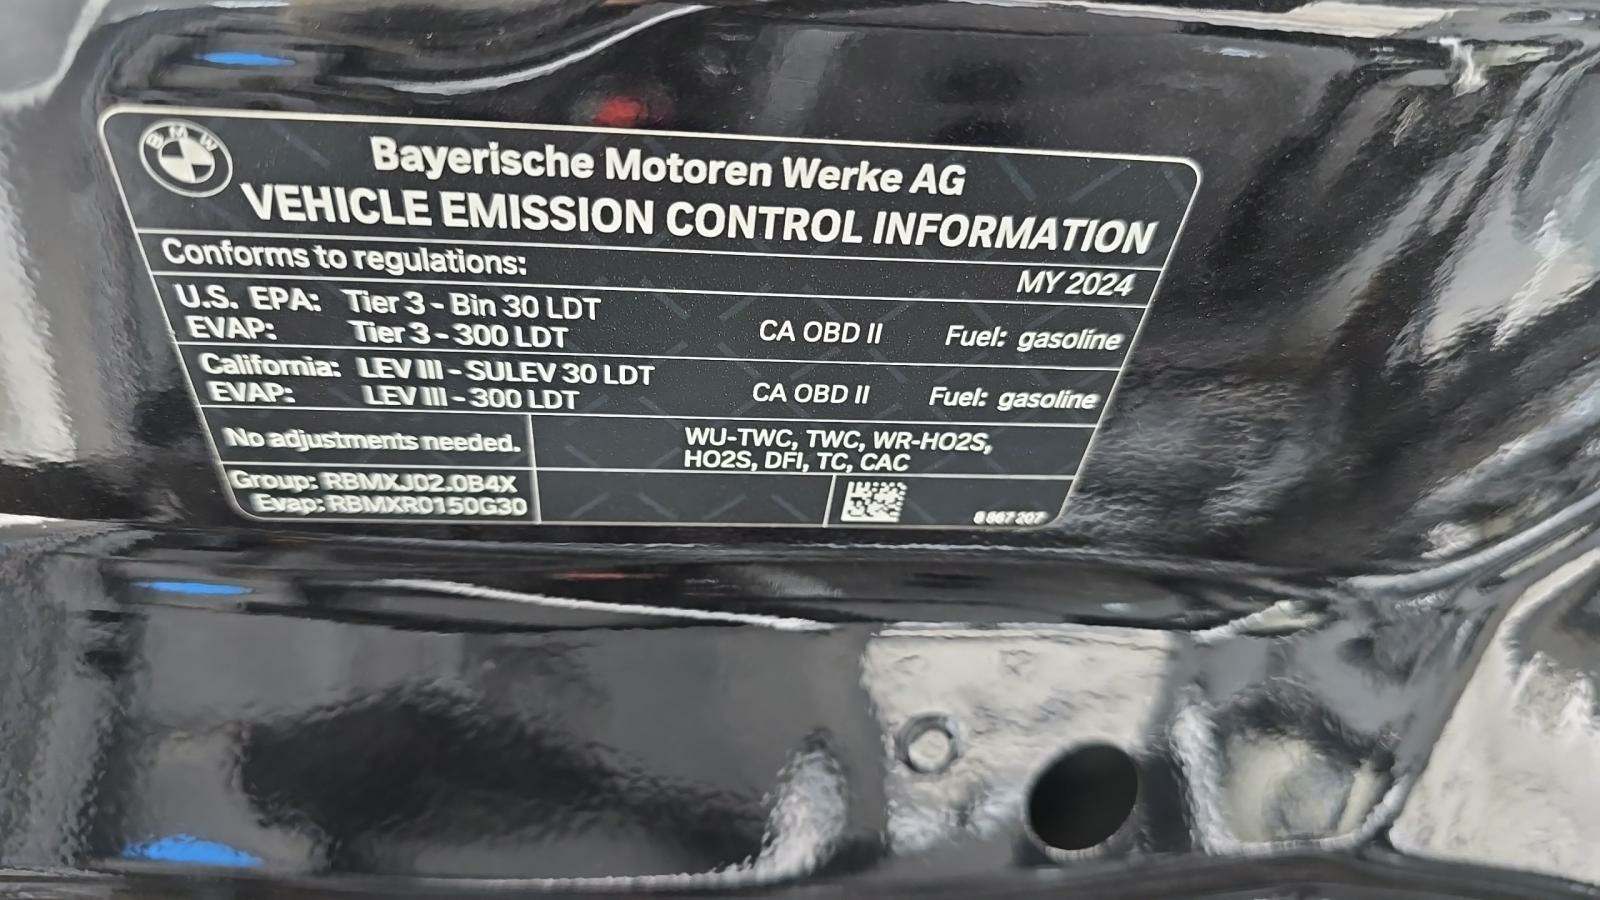 BMW
Bayerische Motoren Werke AG
VEHICLE EMISSION CONTROL INFORMATION
Conforms to regulations:
MY 2024
U.S. EPA: Tier 3 - Bin 30 LDT
EVAP: Tier 3 - 300 LDT CA OBD II Fuel: gasoline
California: LEV III - SULEV 30 LDT
EVAP: LEV III - 300 LDT CA OBD II Fuel: gasoline
No adjustments needed.
WU-TWC, TWC, WR-HO2S,
HO2S, DFI, TC, CAC
Group: RBMXJ02.0B4X
Evap: RBMXR0150G30
8 867 207